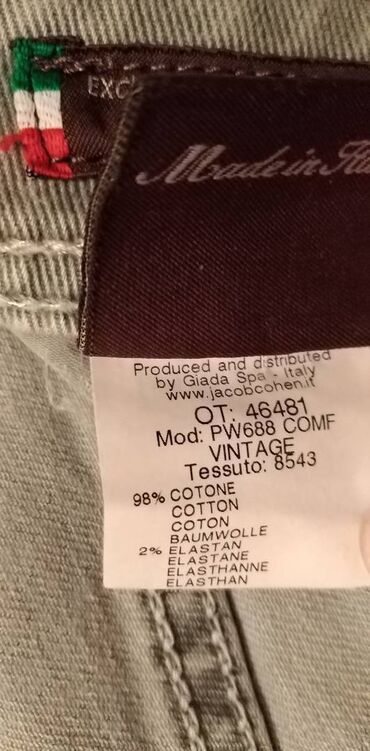 EXC
Made in
Produced and distributed
by Giada Spa - Italy
www.jacobcohen.it
OT: 46481
Mod: PW688 COMF
VINTAGE
Tessuto: 8543
98% COTONE
COTTON
COTON
BAUMWOLLE
2% ELASTAN
ELASTANE
ELASTHANNE
ELASTHAN